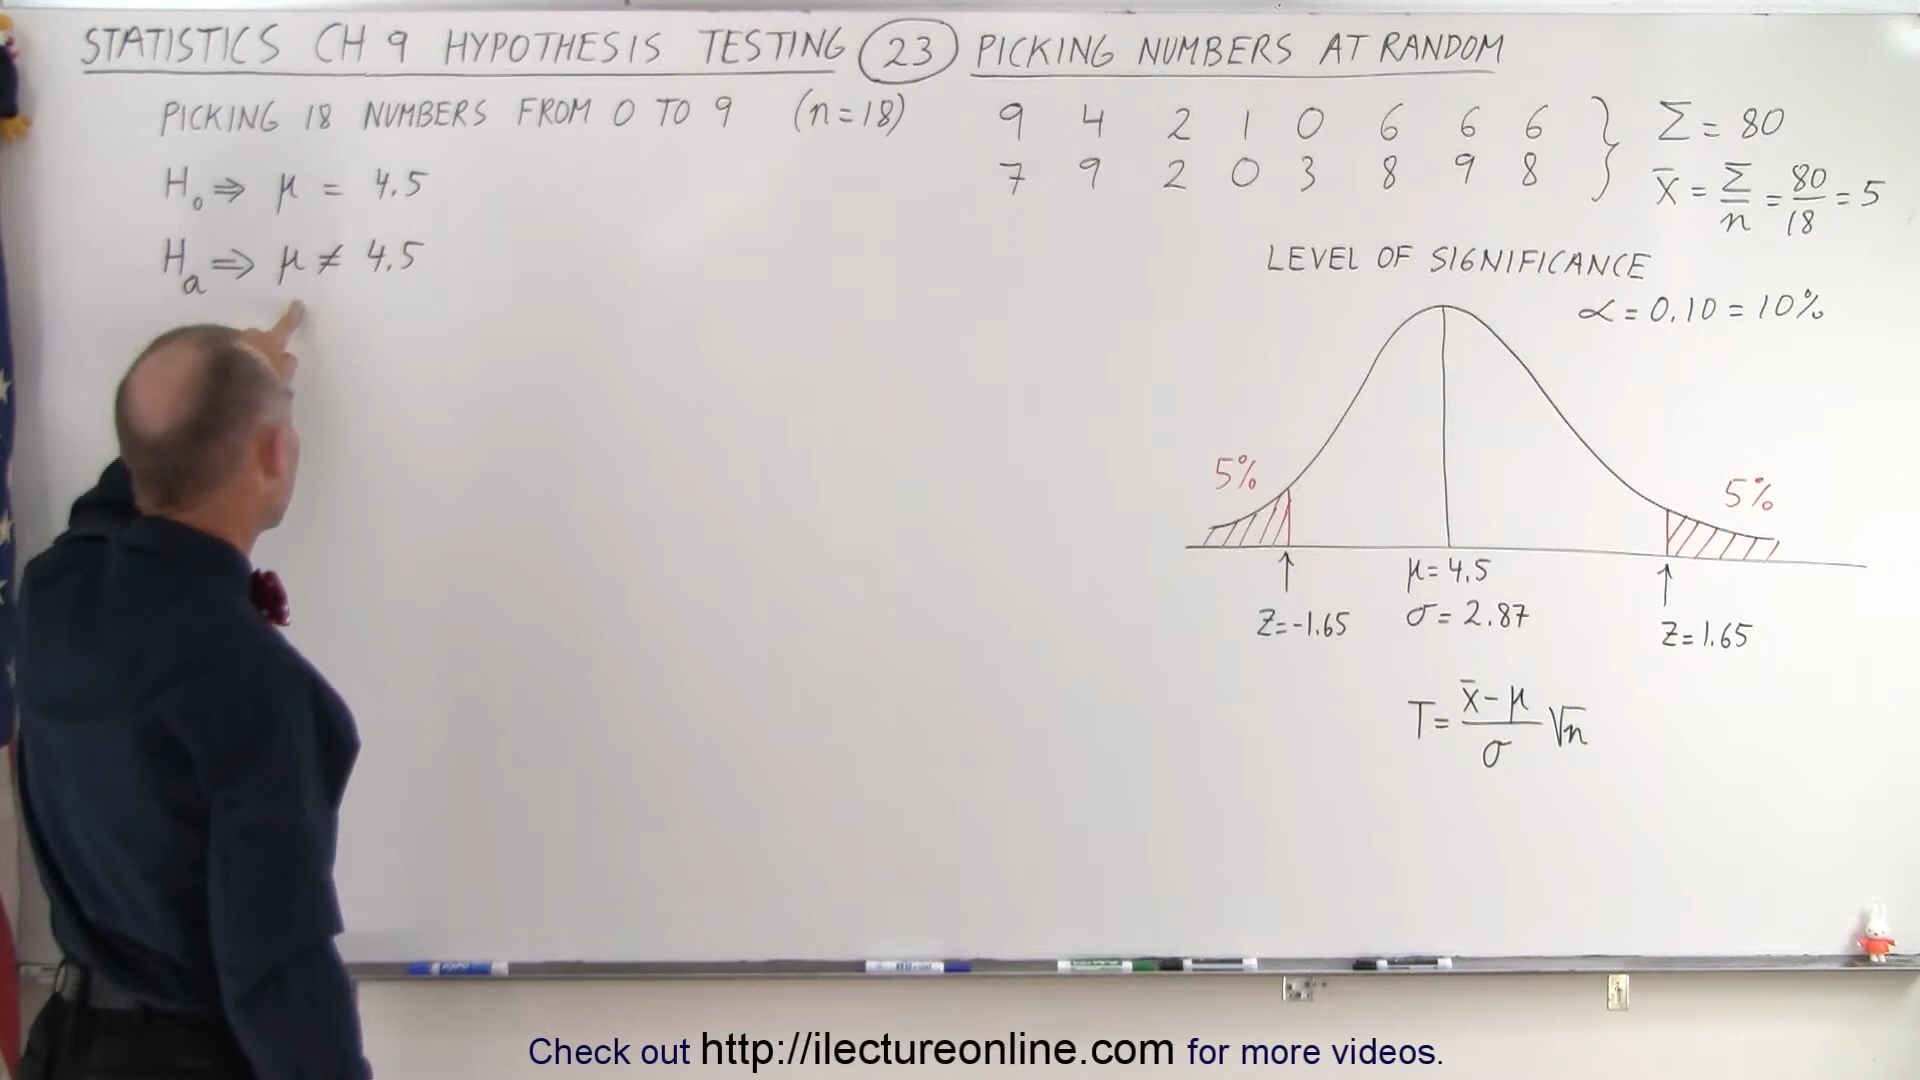 STATISTICS CH 9 HYPOTHESIS TESTING 23 PICKING NUMBERS AT RANDOM
PICKING 18 NUMBERS FROM 0 TO 9 (n=18)
H₀ ⇒ μ = 4.5
Hₐ ⇒ μ ≠ 4.5
9 4 2 1 0 6 6 6
7 9 2 0 3 8 9 8
Σ = 80
x̄ = Σ/n = 80/18 = 5
LEVEL OF SIGNIFICANCE
α = 0.10 = 10%
5%
5%
μ = 4.5
σ = 2.87
Z=-1.65
Z=1.65
T = (x̄ - μ)/σ √n
Check out http://ilectureonline.com for more videos.